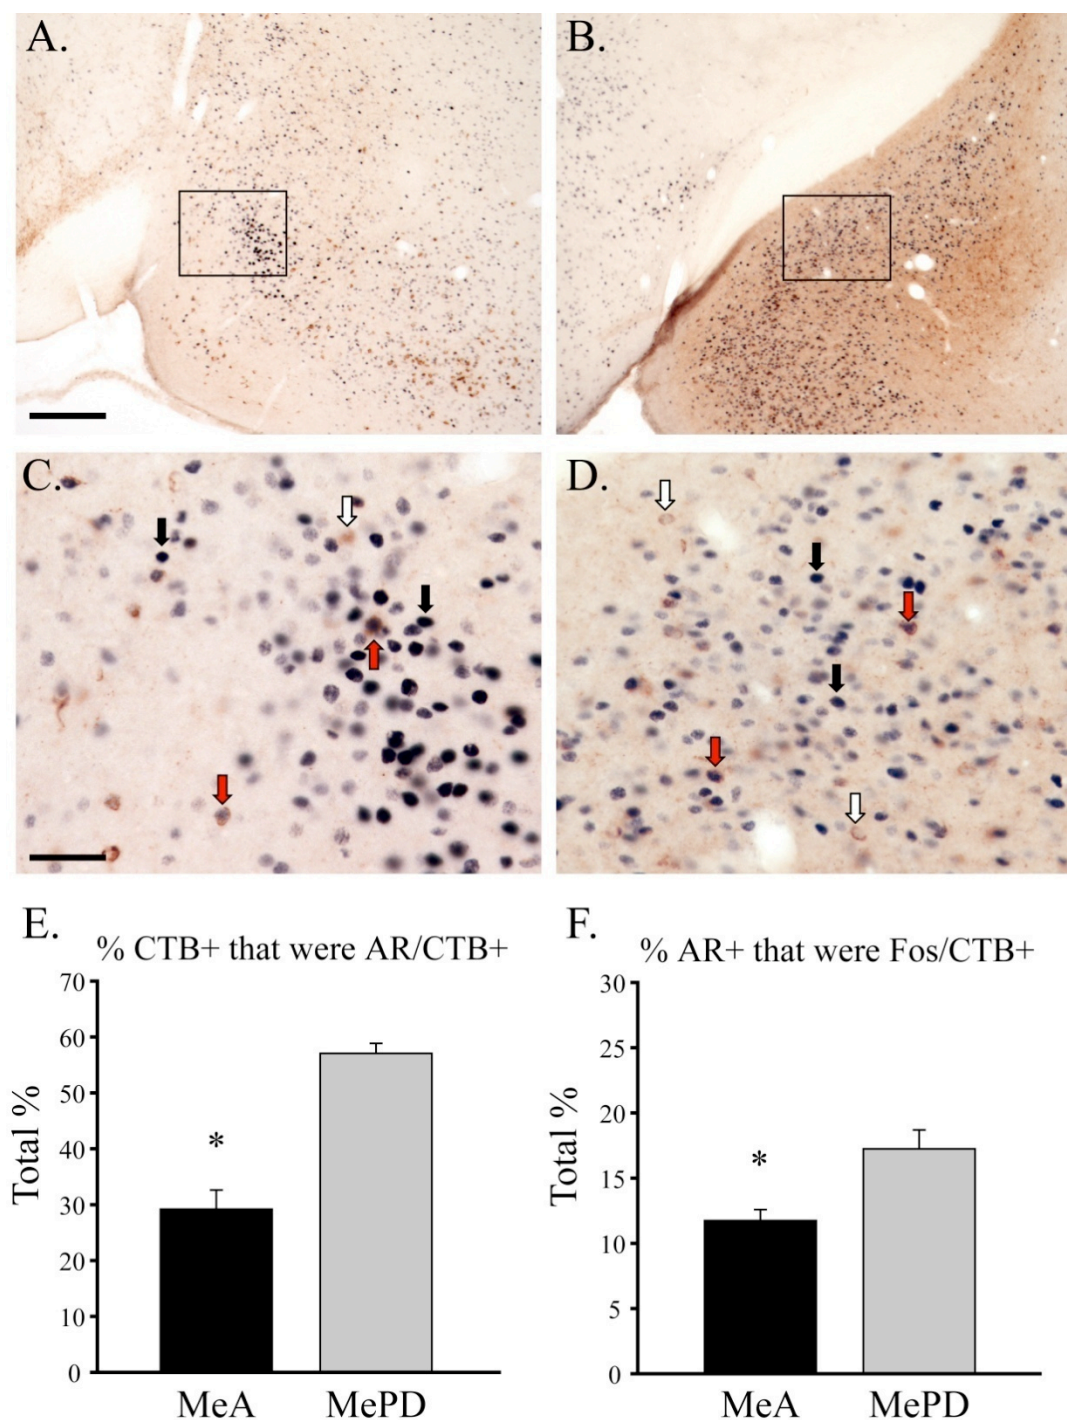 A.
B.
C.
D.
E.
% CTB+ that were AR/CTB+
70
60
50
40
30
20
10
0
Total %
*
MeA
MePD
F.
% AR+ that were Fos/CTB+
30
25
20
15
10
5
0
Total %
*
MeA
MePD